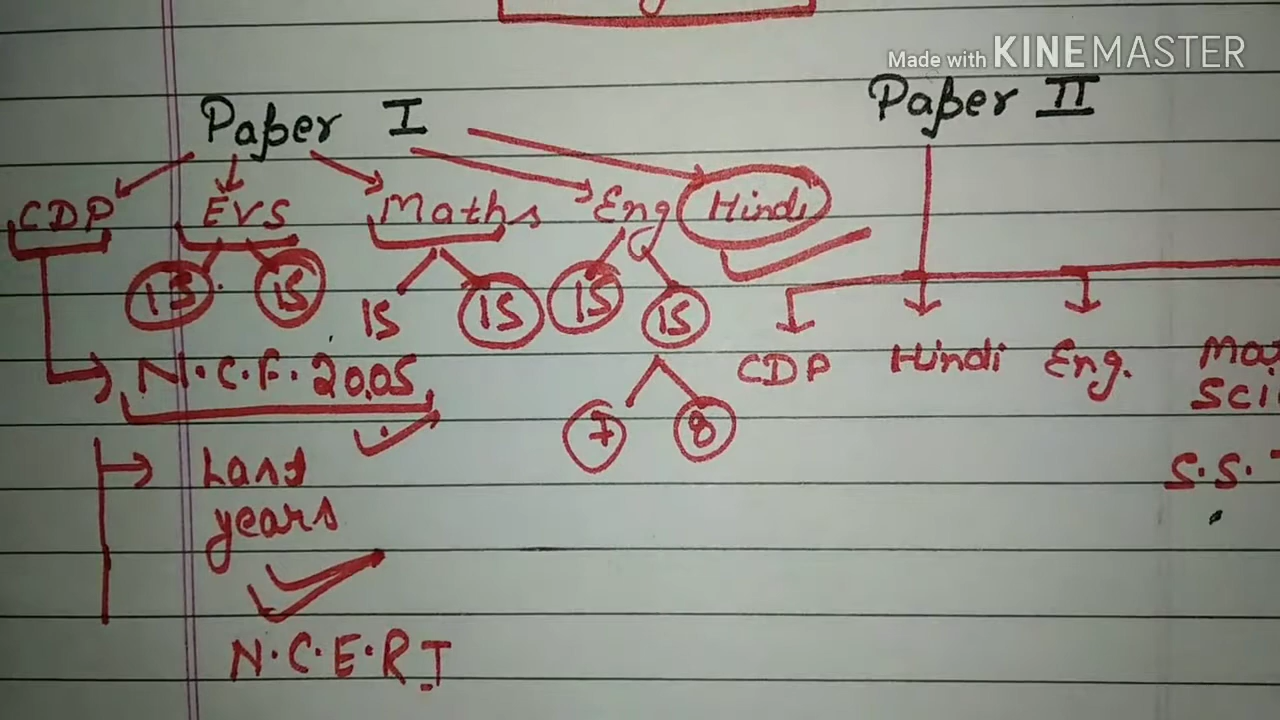 Made with KINEMASTER
Paper I
Paper II
CDP EVS Maths Eng Hindi
15 15 15 15 15 15
7 8
N.C.F. 2005
CDP Hindi Eng.
S.S.
Last
years
N.C.E.R.T